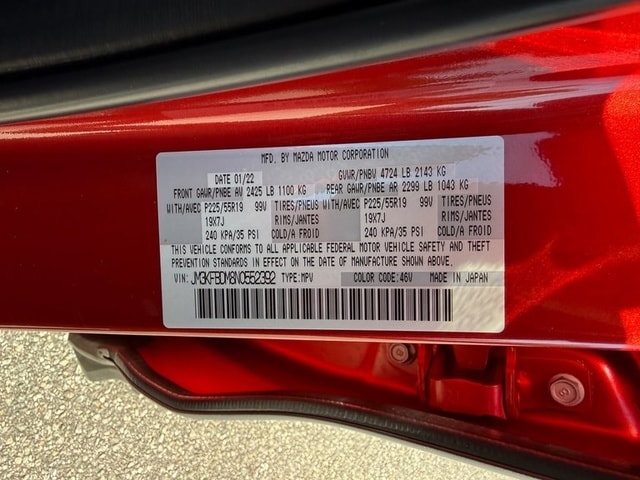 MFD. BY MAZDA MOTOR CORPORATION
DATE 01/22 GVWR/PNBV 4724 LB 2143 KG
FRONT GAWR/PNBE AV 2425 LB 1100 KG REAR GAWR/PNBE AR 2299 LB 1043 KG
WITH/AVEC P225/55R19 99V TIRES/PNEUS WITH/AVEC P225/55R19 99V TIRES/PNEUS
19X7J RIMS/JANTES 19X7J RIMS/JANTES
240 KPA/35 PSI COLD/A FROID 240 KPA/35 PSI COLD/A FROID
THIS VEHICLE CONFORMS TO ALL APPLICABLE FEDERAL MOTOR VEHICLE SAFETY AND THEFT
PREVENTION STANDARDS IN EFFECT ON THE DATE OF MANUFACTURE SHOWN ABOVE.
VIN: JM3KFBDM8N0552392 TYPE:MPV COLOR CODE:46V MADE IN JAPAN